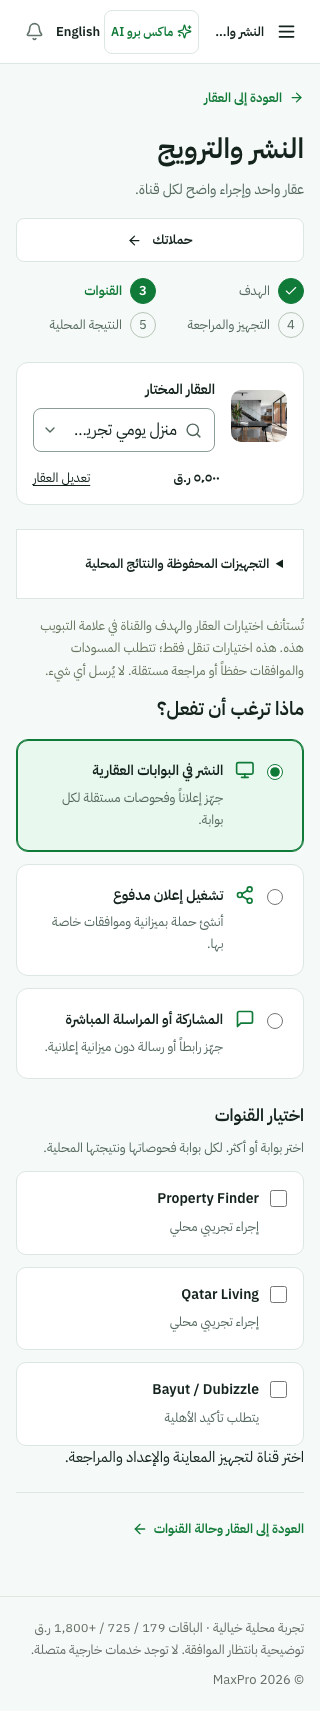 النشر وا...
ماكس برو AI
English
العودة إلى العقار
النشر والترويج
عقار واحد وإجراء واضح لكل قناة.
حملاتك
الهدف
3 القنوات
4 التجهيز والمراجعة
5 النتيجة المحلية
العقار المختار
منزل يومي تجريـ...
٥,٥٠٠ ر.ق
تعديل العقار
التجهيزات المحفوظة والنتائج المحلية
تُستأنف اختيارات العقار والهدف والقناة في علامة التبويب
هذه. هذه اختيارات تنقل فقط؛ تتطلب المسودات
والموافقات حفظاً أو مراجعة مستقلة. لا يُرسل أي شيء.
ماذا ترغب أن تفعل؟
النشر في البوابات العقارية
جهّز إعلاناً وفحوصات مستقلة لكل
بوابة.
تشغيل إعلان مدفوع
أنشئ حملة بميزانية وموافقات خاصة
بها.
المشاركة أو المراسلة المباشرة
جهّز رابطاً أو رسالة دون ميزانية إعلانية.
اختيار القنوات
اختر بوابة أو أكثر. لكل بوابة فحوصاتها ونتيجتها المحلية.
Property Finder
إجراء تجريبي محلي
Qatar Living
إجراء تجريبي محلي
Bayut / Dubizzle
يتطلب تأكيد الأهلية
اختر قناة لتجهيز المعاينة والإعداد والمراجعة.
العودة إلى العقار وحالة القنوات
تجربة محلية خيالية · الباقات 179 / 725 / +1,800 ر.ق
توضيحية بانتظار الموافقة. لا توجد خدمات خارجية متصلة.
© 2026 MaxPro